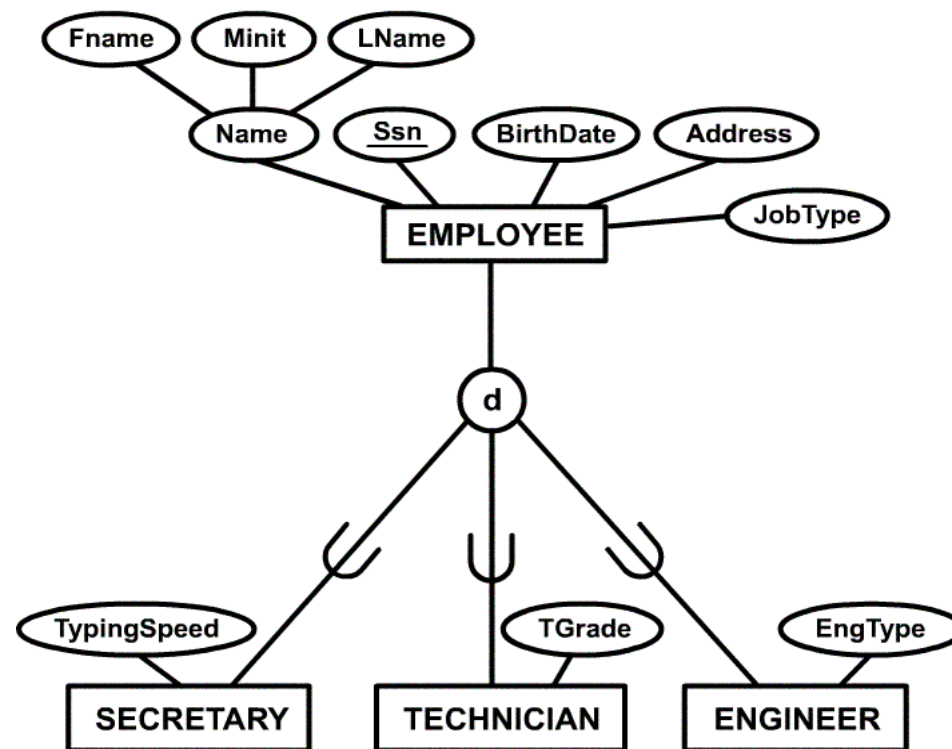 Fname
Minit
LName
Name
Ssn
BirthDate
Address
JobType
EMPLOYEE
d
TypingSpeed
TGrade
EngType
SECRETARY
TECHNICIAN
ENGINEER